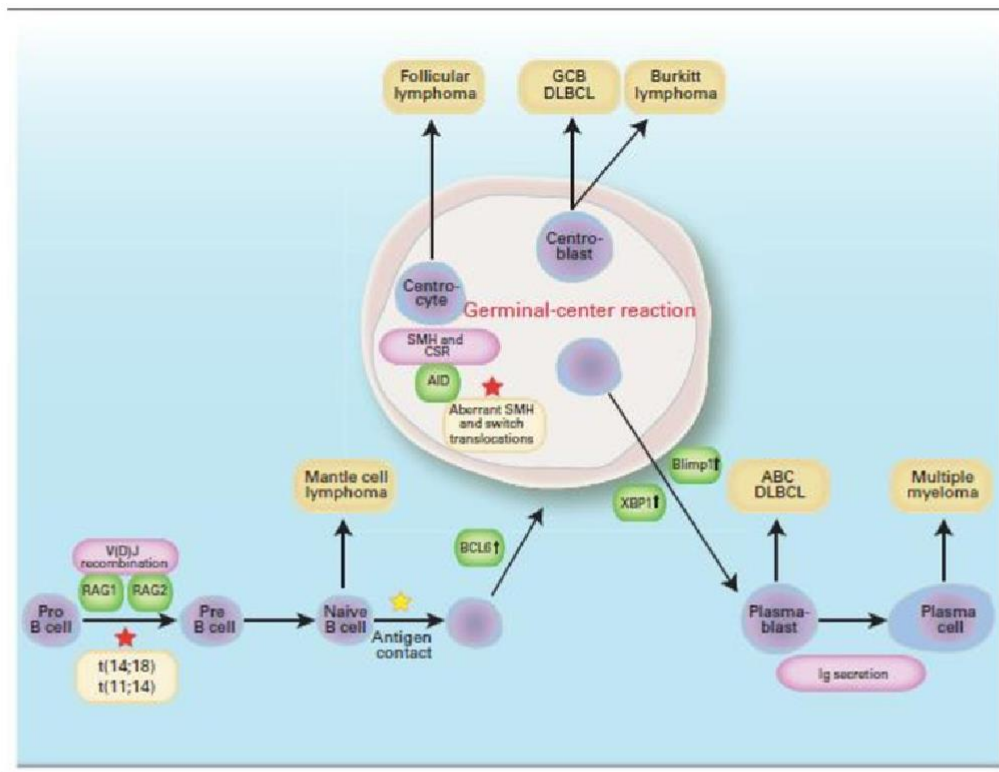 Follicular
lymphoma
GCB
DLBCL
Burkitt
lymphoma
Centro-
blast
Centro-
cyte
Germinal-center reaction
SMH and
CSR
AID
Aberrant SMH
and switch
translocations
Mantle cell
lymphoma
Blimp1↑
XBP1↑
ABC
DLBCL
Multiple
myeloma
BCL6↑
V(D)J
recombination
RAG1
RAG2
Pro
B cell
Pre
B cell
Naive
B cell
Antigen
contact
Plasma-
blast
Plasma
cell
t(14;18)
t(11;14)
Ig secretion